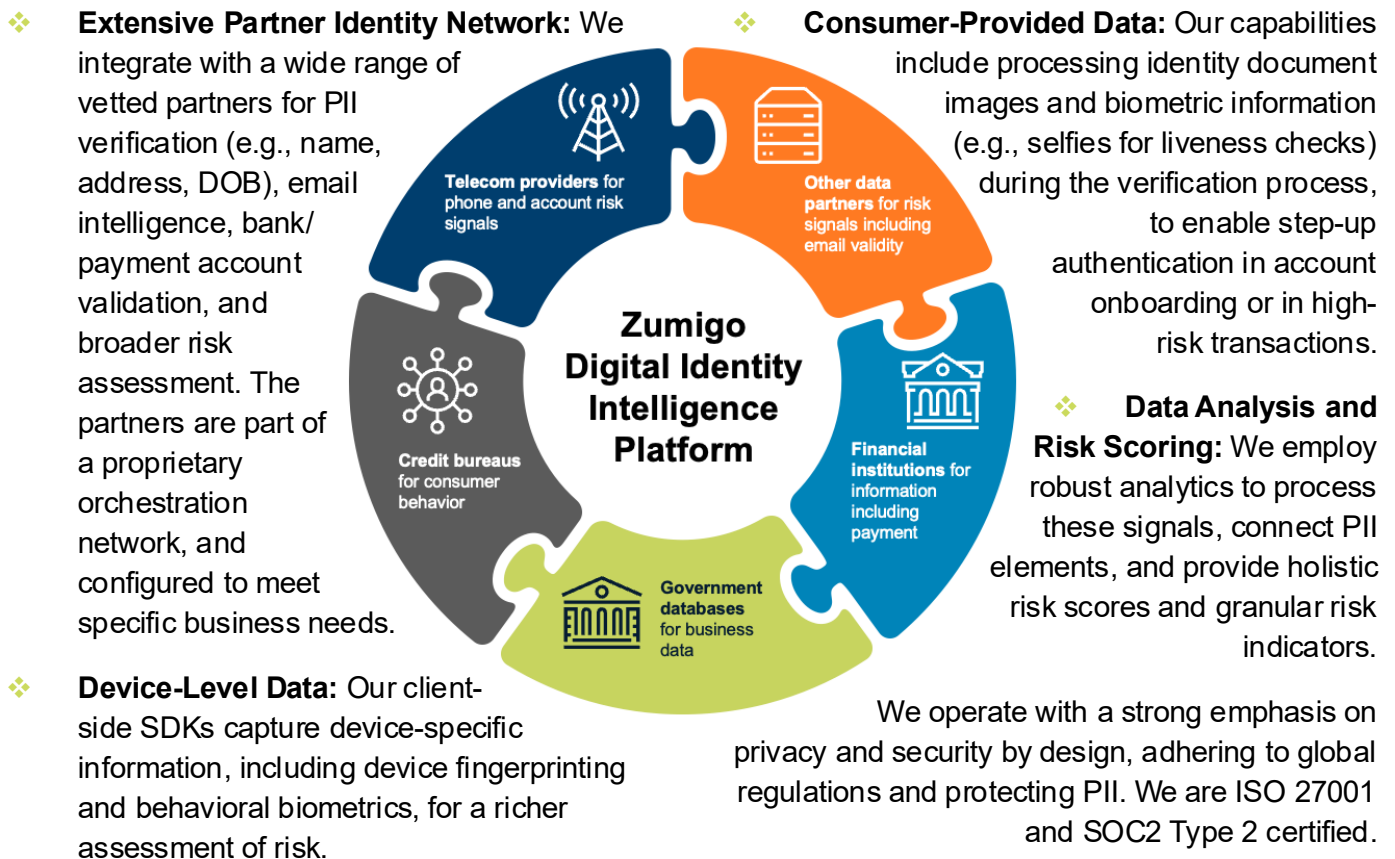 ❖ Extensive Partner Identity Network: We
integrate with a wide range of
vetted partners for PII
verification (e.g., name,
address, DOB), email
intelligence, bank/
payment account
validation, and
broader risk
assessment. The
partners are part of
a proprietary
orchestration
network, and
configured to meet
specific business needs.
❖ Device-Level Data: Our client-
side SDKs capture device-specific
information, including device fingerprinting
and behavioral biometrics, for a richer
assessment of risk.
Telecom providers for
phone and account risk
signals
Other data
partners for risk
signals including
email validity
Credit bureaus
for consumer
behavior
Zumigo
Digital Identity
Intelligence
Platform
Financial
institutions for
information
including
payment
Government
databases
for business
data
❖ Consumer-Provided Data: Our capabilities
include processing identity document
images and biometric information
(e.g., selfies for liveness checks)
during the verification process,
to enable step-up
authentication in account
onboarding or in high-
risk transactions.
❖ Data Analysis and
Risk Scoring: We employ
robust analytics to process
these signals, connect PII
elements, and provide holistic
risk scores and granular risk
indicators.
We operate with a strong emphasis on
privacy and security by design, adhering to global
regulations and protecting PII. We are ISO 27001
and SOC2 Type 2 certified.